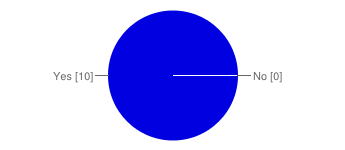 Yes [10]
No [0]